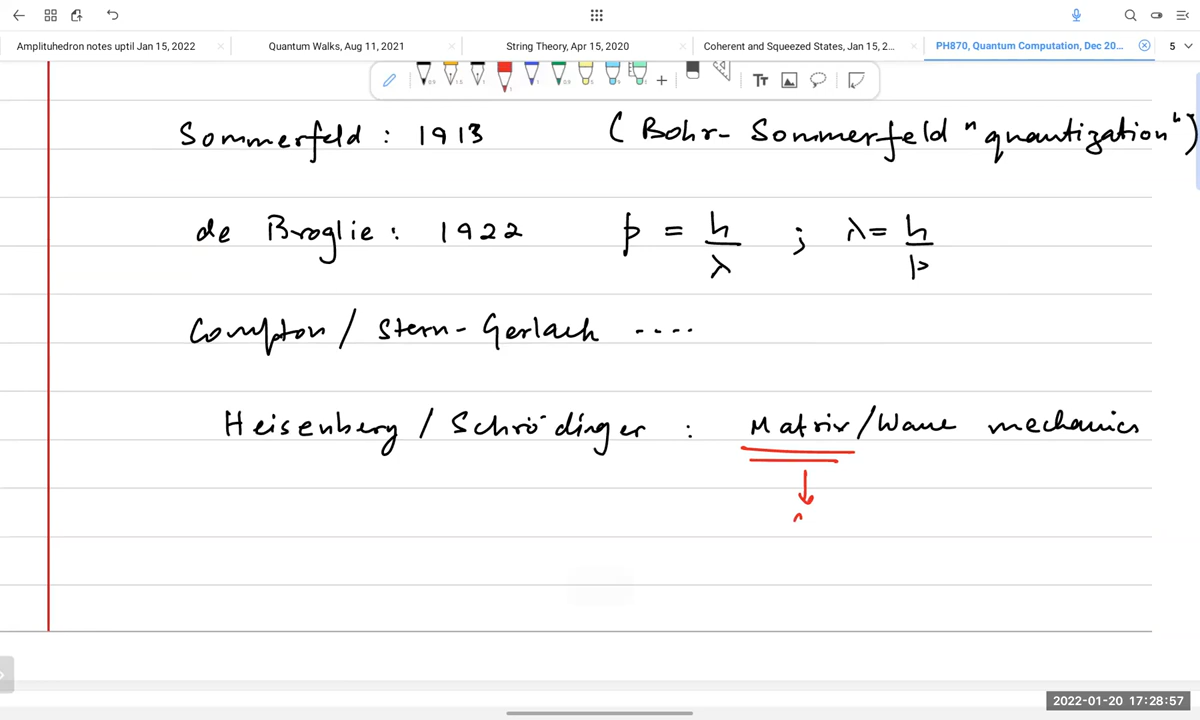 Amplituhedron notes uptil Jan 15, 2022 Quantum Walks, Aug 11, 2021 String Theory, Apr 15, 2020 Coherent and Squeezed States, Jan 15, 2... PH870, Quantum Computation, Dec 20... 5
Tт
Sommerfeld : 1913 (Bohr- Sommerfeld "quantization")
de Broglie : 1922 p = h/λ ; λ = h/p
Compton / Stern-Gerlach ....
Heisenberg / Schrödinger : Matrix/Wave mechanics
2022-01-20 17:28:57